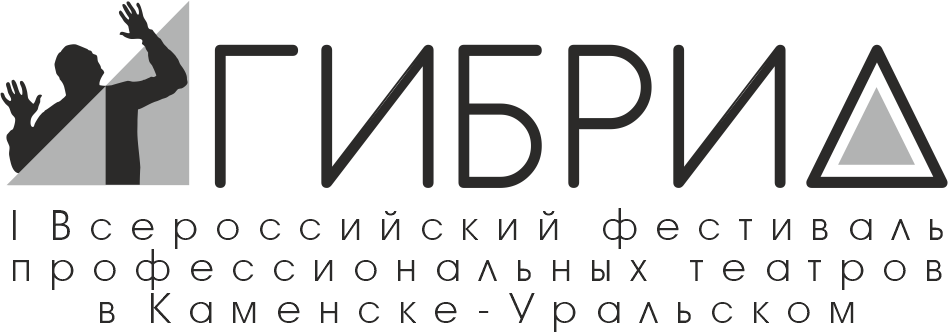 ГИБРИД
I Всероссийский фестиваль
профессиональных театров
в Каменске-Уральском